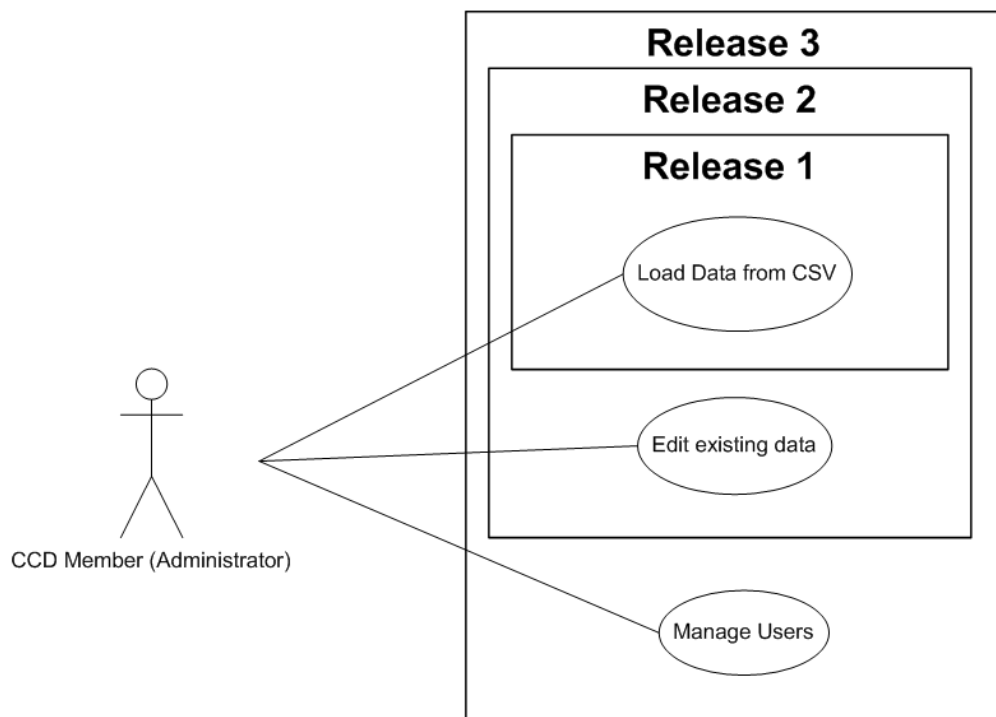 Release 3
Release 2
Release 1
Load Data from CSV
Edit existing data
CCD Member (Administrator)
Manage Users